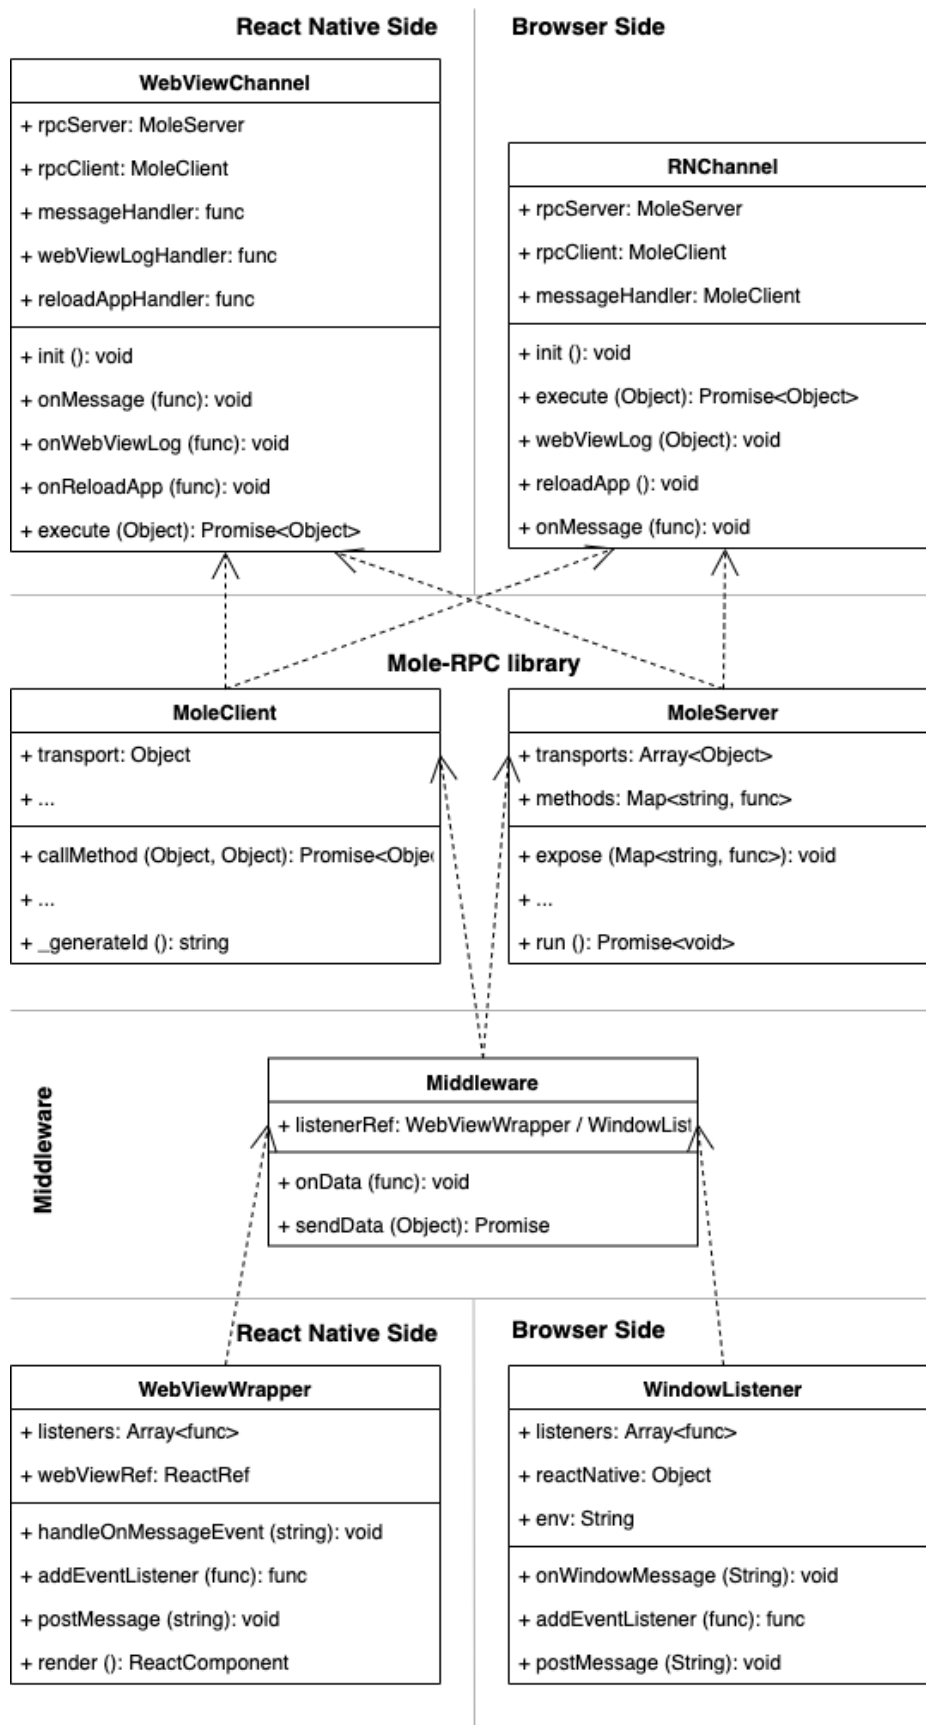 React Native Side
Browser Side
WebViewChannel
+ rpcServer: MoleServer
+ rpcClient: MoleClient
+ messageHandler: func
+ webViewLogHandler: func
+ reloadAppHandler: func
+ init (): void
+ onMessage (func): void
+ onWebViewLog (func): void
+ onReloadApp (func): void
+ execute (Object): Promise<Object>
RNChannel
+ rpcServer: MoleServer
+ rpcClient: MoleClient
+ messageHandler: MoleClient
+ init (): void
+ execute (Object): Promise<Object>
+ webViewLog (Object): void
+ reloadApp (): void
+ onMessage (func): void
Mole-RPC library
MoleClient
+ transport: Object
+ ...
+ callMethod (Object, Object): Promise<Objec
+ ...
+ _generateId (): string
MoleServer
+ transports: Array<Object>
+ methods: Map<string, func>
+ expose (Map<string, func>): void
+ ...
+ run (): Promise<void>
Middleware
Middleware
+ listenerRef: WebViewWrapper / WindowList
+ onData (func): void
+ sendData (Object): Promise
React Native Side
Browser Side
WebViewWrapper
+ listeners: Array<func>
+ webViewRef: ReactRef
+ handleOnMessageEvent (string): void
+ addEventListener (func): func
+ postMessage (string): void
+ render (): ReactComponent
WindowListener
+ listeners: Array<func>
+ reactNative: Object
+ env: String
+ onWindowMessage (String): void
+ addEventListener (func): func
+ postMessage (String): void